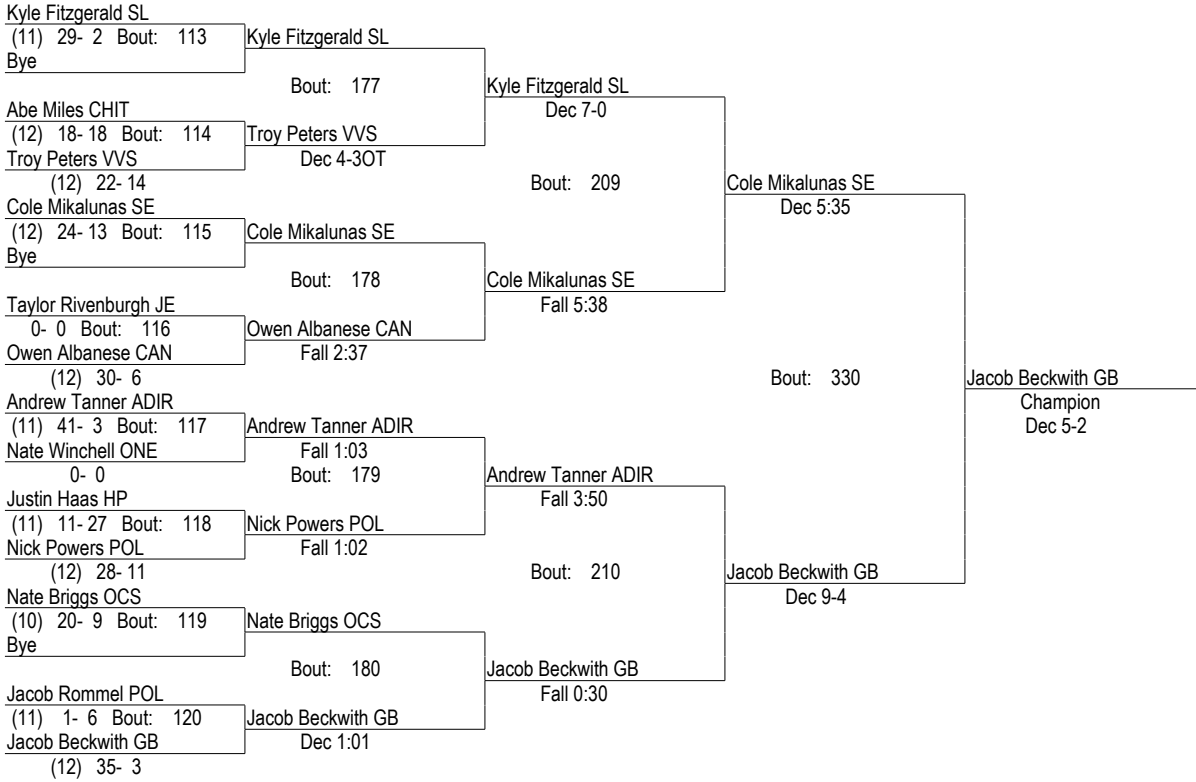 Kyle Fitzgerald SL
(11) 29- 2 Bout: 113 Kyle Fitzgerald SL
Bye
Bout: 177 Kyle Fitzgerald SL
Abe Miles CHIT Dec 7-0
(12) 18- 18 Bout: 114 Troy Peters VVS
Troy Peters VVS Dec 4-3OT
(12) 22- 14 Bout: 209 Cole Mikalunas SE
Cole Mikalunas SE Dec 5:35
(12) 24- 13 Bout: 115 Cole Mikalunas SE
Bye
Bout: 178 Cole Mikalunas SE
Taylor Rivenburgh JE Fall 5:38
0- 0 Bout: 116 Owen Albanese CAN
Owen Albanese CAN Fall 2:37
(12) 30- 6 Bout: 330 Jacob Beckwith GB
Andrew Tanner ADIR Champion
(11) 41- 3 Bout: 117 Andrew Tanner ADIR Dec 5-2
Nate Winchell ONE Fall 1:03
0- 0 Bout: 179 Andrew Tanner ADIR
Justin Haas HP Fall 3:50
(11) 11- 27 Bout: 118 Nick Powers POL
Nick Powers POL Fall 1:02
(12) 28- 11 Bout: 210 Jacob Beckwith GB
Nate Briggs OCS Dec 9-4
(10) 20- 9 Bout: 119 Nate Briggs OCS
Bye
Bout: 180 Jacob Beckwith GB
Jacob Rommel POL Fall 0:30
(11) 1- 6 Bout: 120 Jacob Beckwith GB
Jacob Beckwith GB Dec 1:01
(12) 35- 3